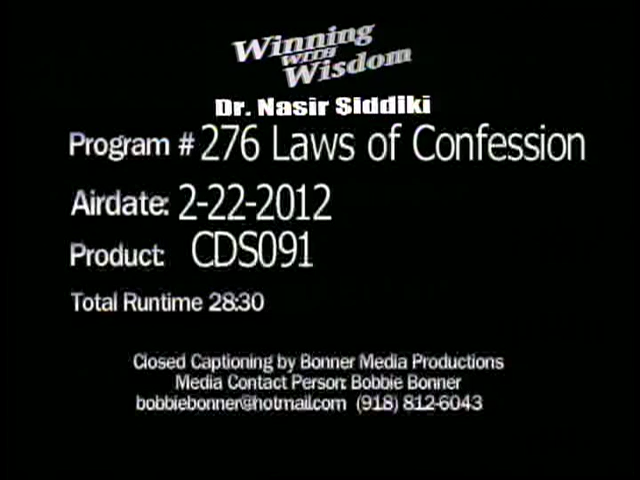 Winning
WITH
Wisdom
Dr. Nasir Siddiki
Program # 276 Laws of Confession
Airdate: 2-22-2012
Product: CDS091
Total Runtime 28:30
Closed Captioning by Bonner Media Productions
Media Contact Person: Bobbie Bonner
bobbiebonner@hotmail.com (918) 812-6043